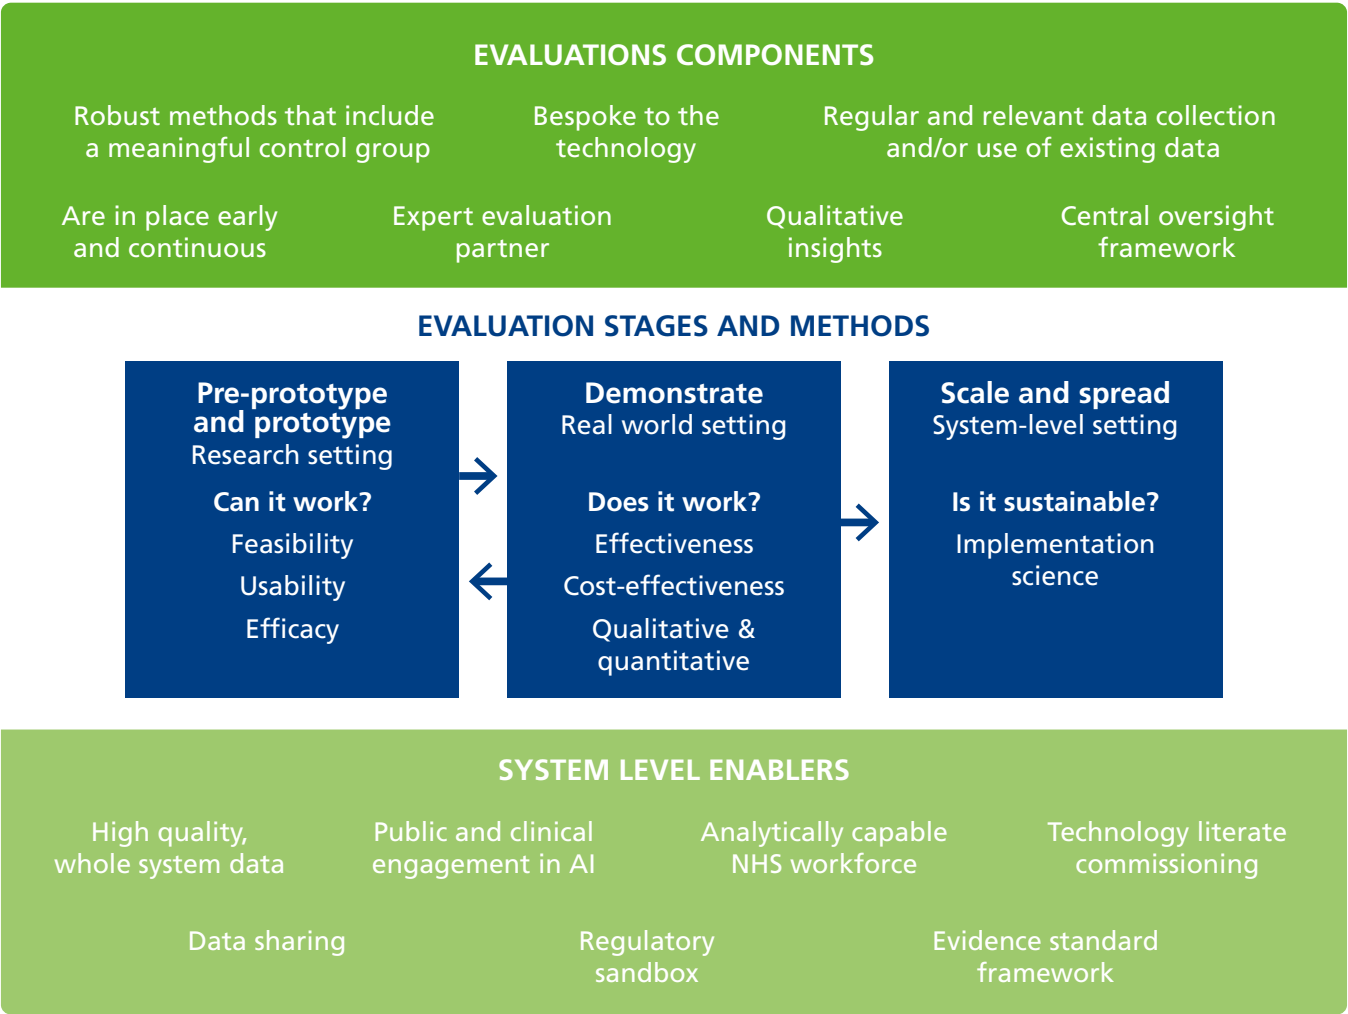 EVALUATIONS COMPONENTS
Robust methods that include
a meaningful control group
Bespoke to the
technology
Regular and relevant data collection
and/or use of existing data
Are in place early
and continuous
Expert evaluation
partner
Qualitative
insights
Central oversight
framework
EVALUATION STAGES AND METHODS
Pre-prototype
and prototype
Research setting
Can it work?
Feasibility
Usability
Efficacy
Demonstrate
Real world setting
Does it work?
Effectiveness
Cost-effectiveness
Qualitative &
quantitative
Scale and spread
System-level setting
Is it sustainable?
Implementation
science
SYSTEM LEVEL ENABLERS
High quality,
whole system data
Public and clinical
engagement in AI
Analytically capable
NHS workforce
Technology literate
commissioning
Data sharing
Regulatory
sandbox
Evidence standard
framework